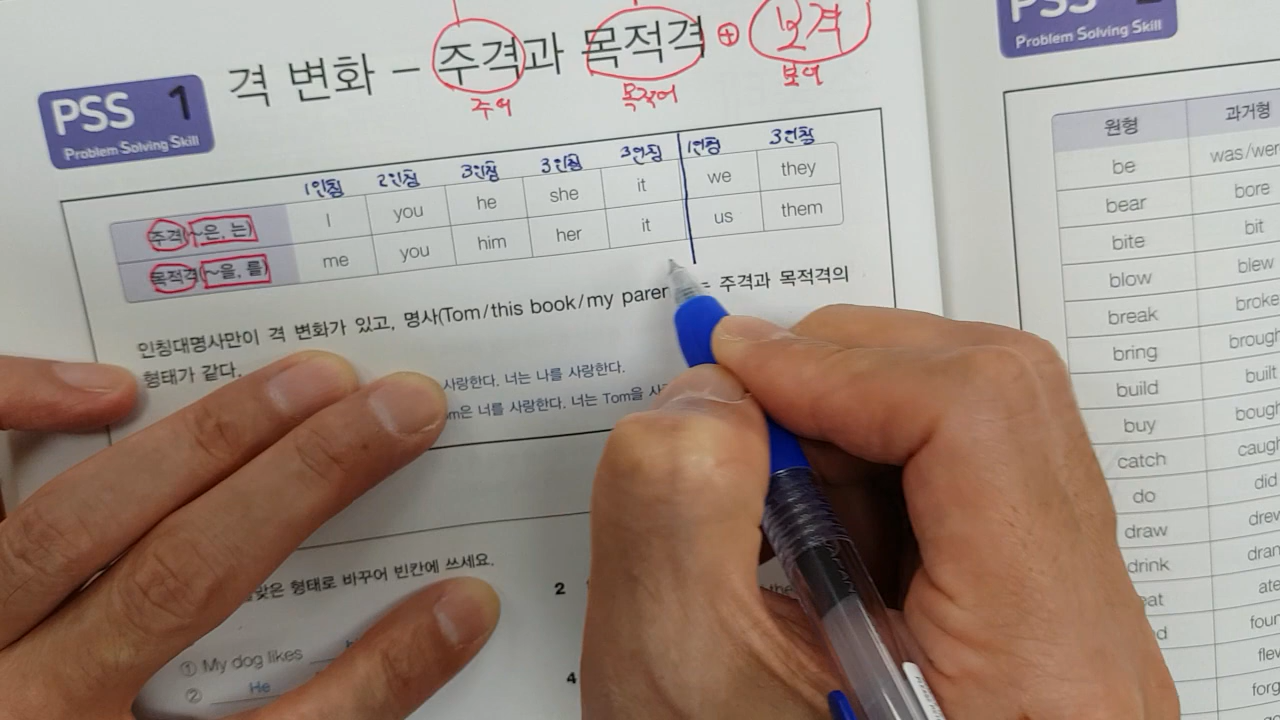 PSS 1
Problem Solving Skill
격 변화 – 주격과 목적격 ⊕ 보격
주어 목적어 보어
1인칭 2인칭 3인칭 3인칭 3인칭 1인칭 3인칭
주격(~은, 는) I you he she it we they
목적격(~을, 를) me you him her it us them
인칭대명사만이 격 변화가 있고, 명사(Tom/this book/my paren 주격과 목적격의
형태가 같다.
사랑한다. 너는 나를 사랑한다.
은 너를 사랑한다. 너는 Tom을
형태로 바꾸어 빈칸에 쓰세요.
① My dog likes
② He
2
4
PSS
Problem Solving Skill
원형 과거형
be was/wer
bear bore
bite bit
blow blew
break broke
bring brough
build built
buy bough
catch caugh
do did
draw drew
drink dran
eat ate
foun
flew
forg